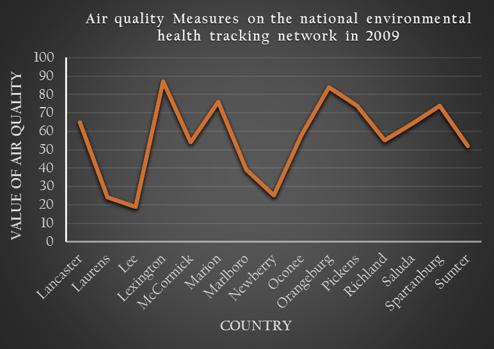 Air quality Measures on the national environmental
health tracking network in 2009
VALUE OF AIR QUALITY
100
90
80
70
60
50
40
30
20
10
0
Lancaster
Laurens
Lee
Lexington
McCormick
Marion
Marlboro
Newberry
Oconee
Orangeburg
Pickens
Richland
Saluda
Spartanburg
Sumter
COUNTRY